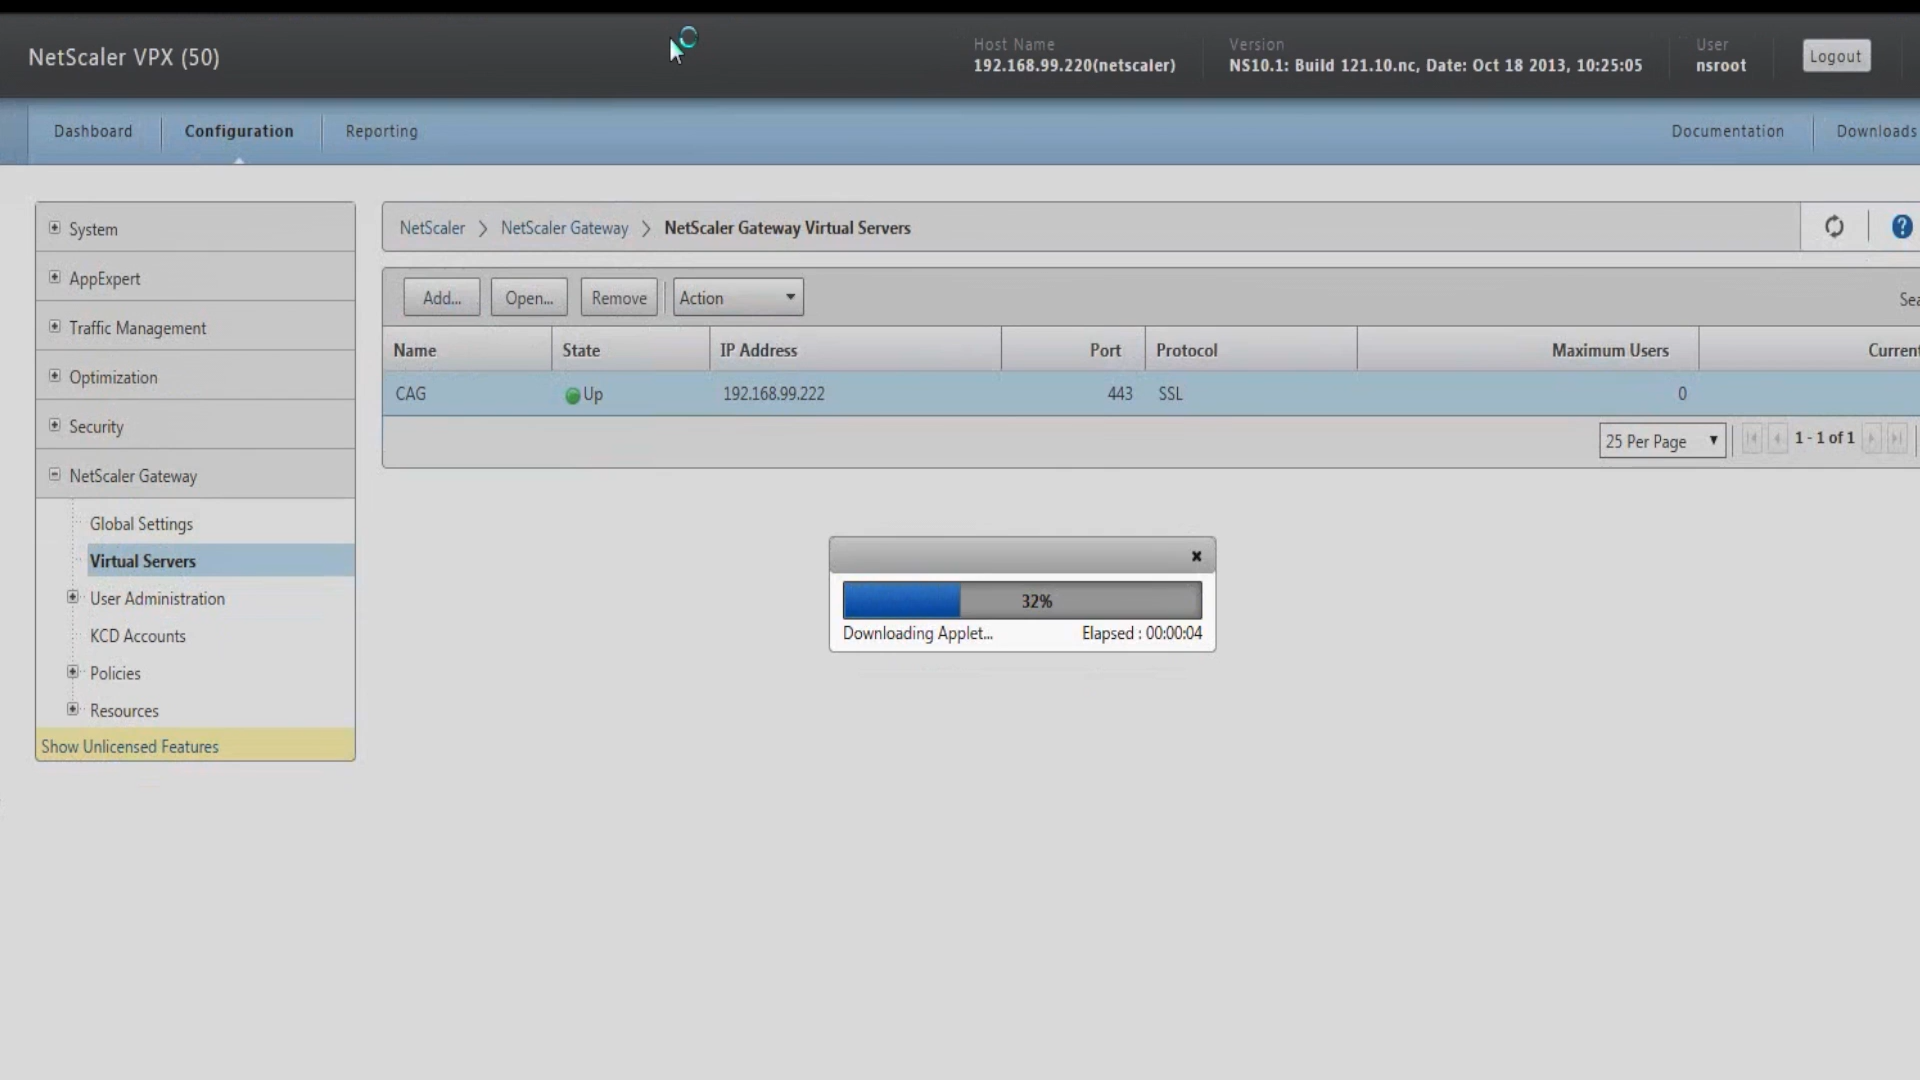 NetScaler VPX (50)
Host Name
192.168.99.220(netscaler)
Version
NS10.1: Build 121.10.nc, Date: Oct 18 2013, 10:25:05
User
nsroot
Logout
Dashboard
Configuration
Reporting
Documentation
Downloads
System
AppExpert
Traffic Management
Optimization
Security
NetScaler Gateway
Global Settings
Virtual Servers
User Administration
KCD Accounts
Policies
Resources
Show Unlicensed Features
NetScaler > NetScaler Gateway > NetScaler Gateway Virtual Servers
Add... Open... Remove Action
Sea
Name State IP Address Port Protocol Maximum Users Current
CAG Up 192.168.99.222 443 SSL 0
25 Per Page 1 - 1 of 1
32%
Downloading Applet... Elapsed : 00:00:04